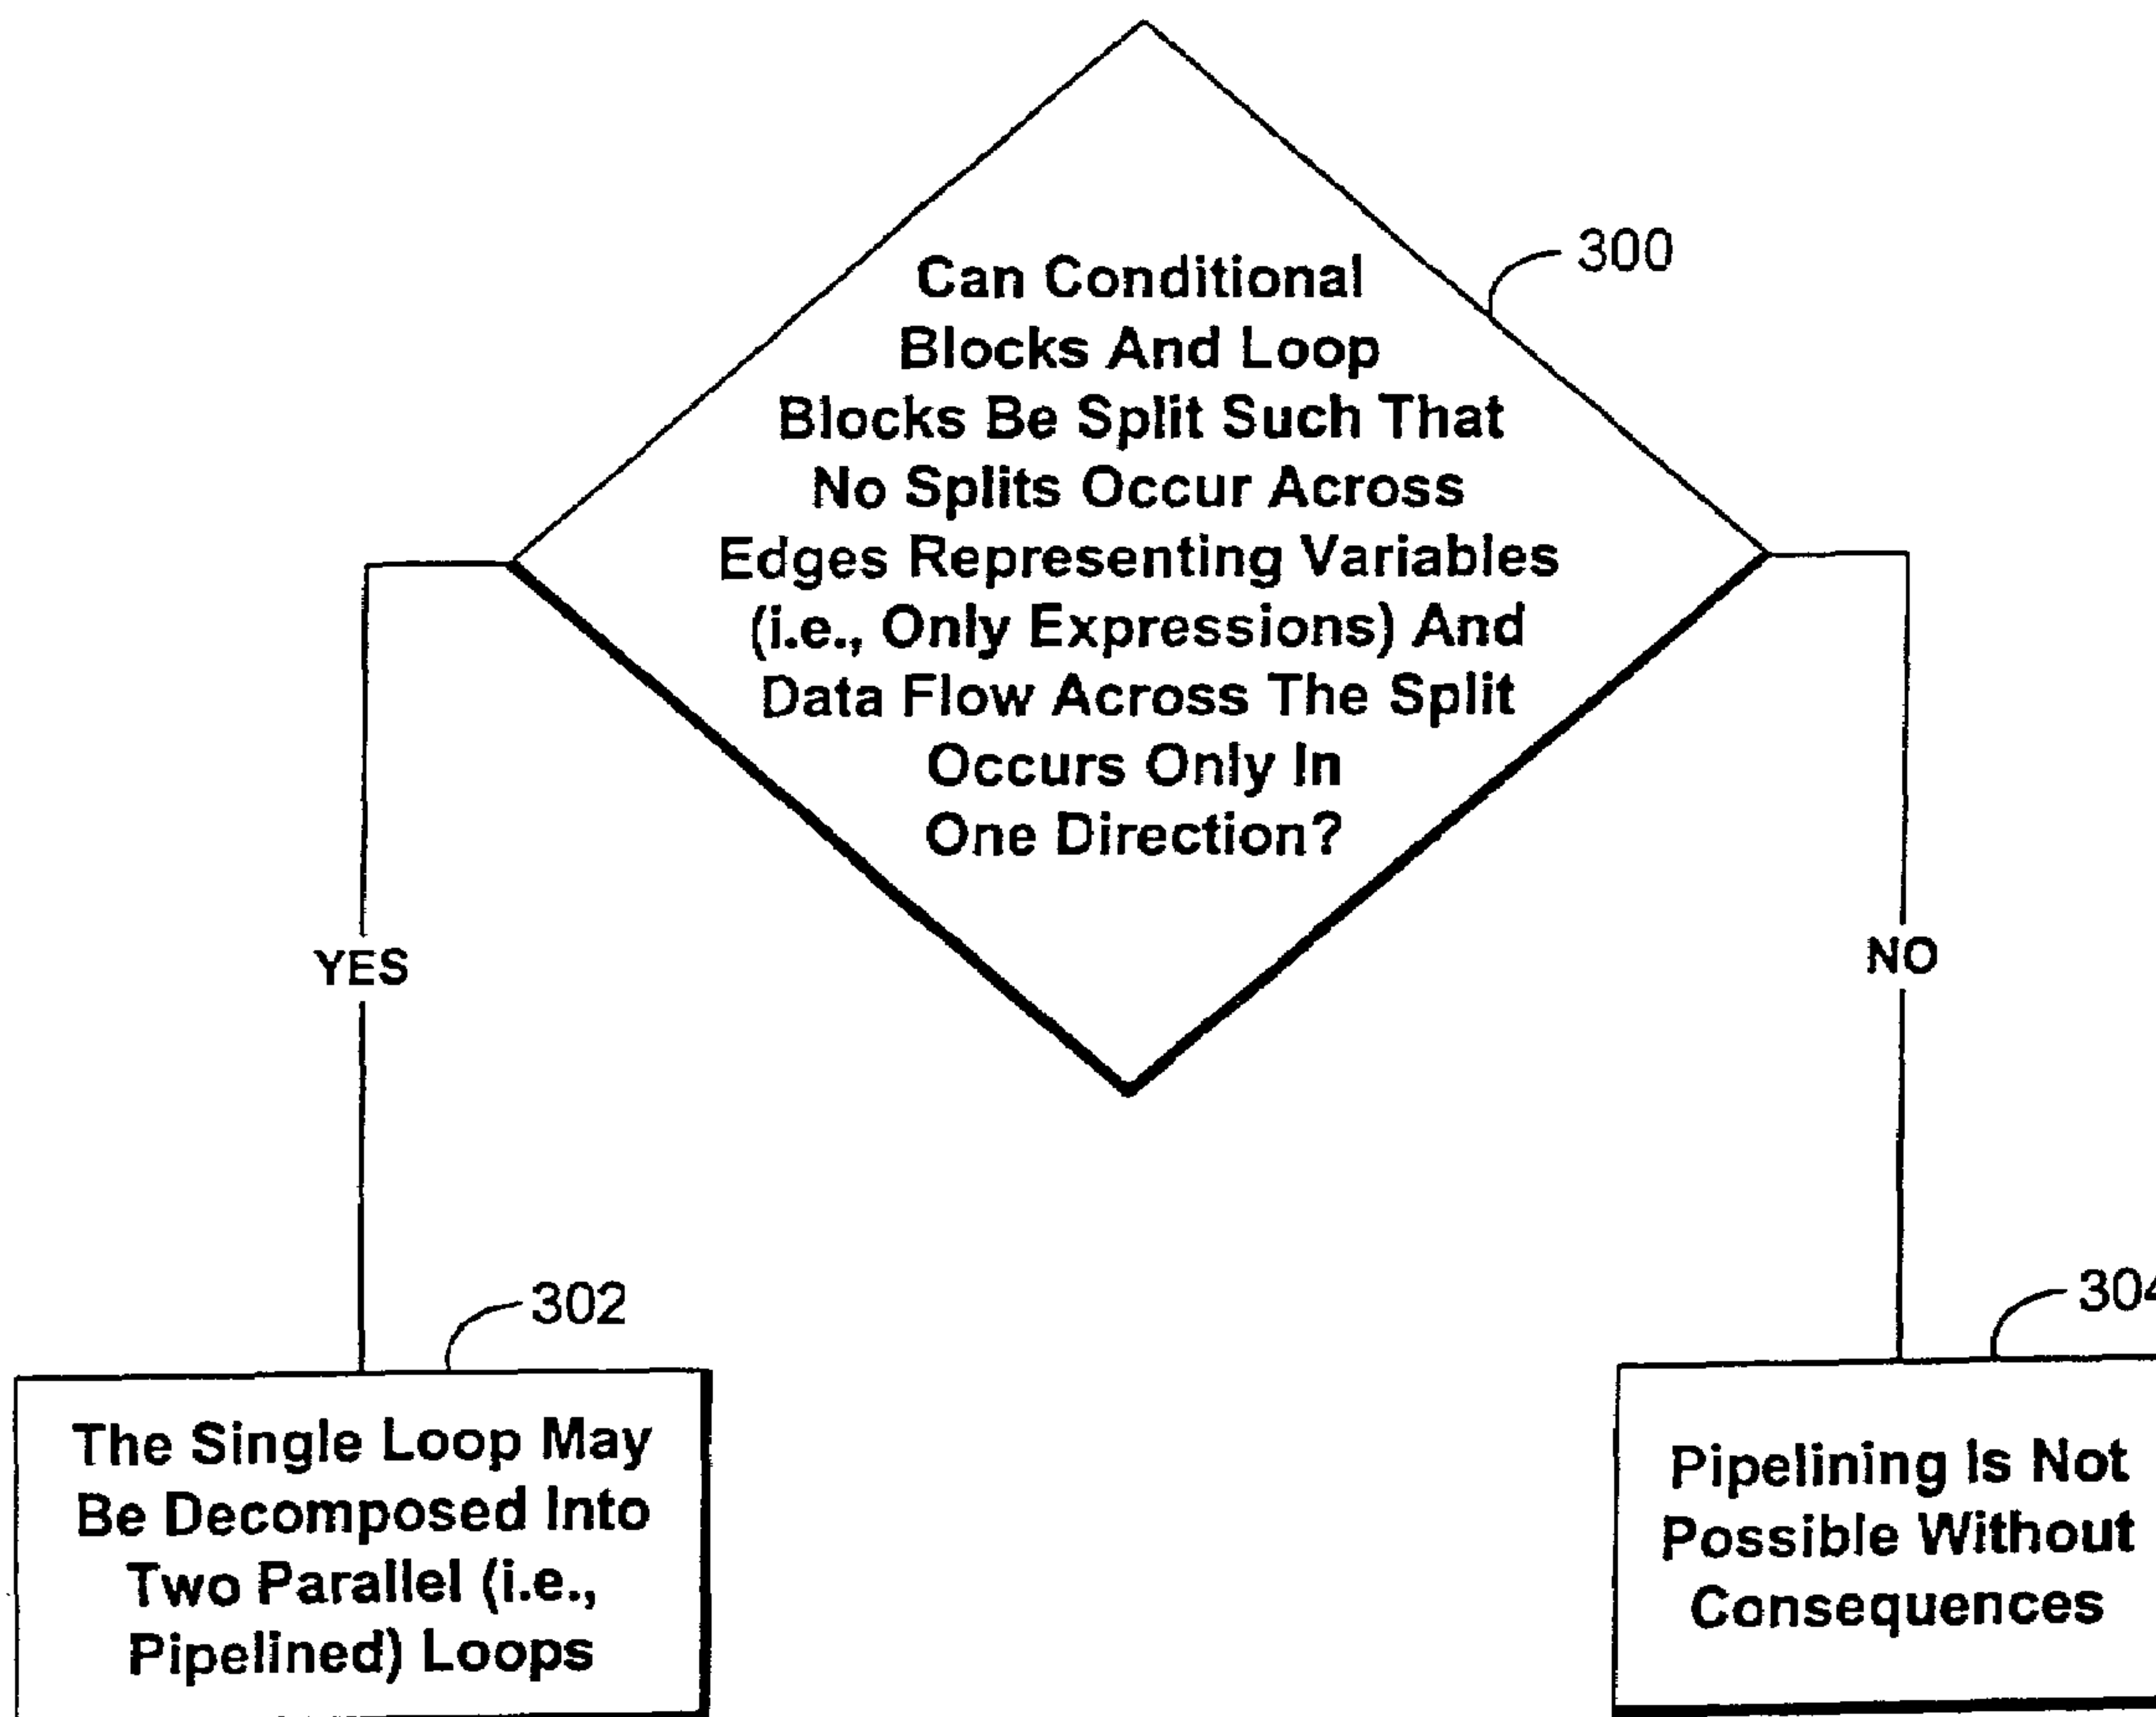 300
Can Conditional
Blocks And Loop
Blocks Be Split Such That
No Splits Occur Across
Edges Representing Variables
(i.e., Only Expressions) And
Data Flow Across The Split
Occurs Only In
One Direction?
YES
NO
302
The Single Loop May
Be Decomposed Into
Two Parallel (i.e.,
Pipelined) Loops
304
Pipelining Is Not
Possible Without
Consequences